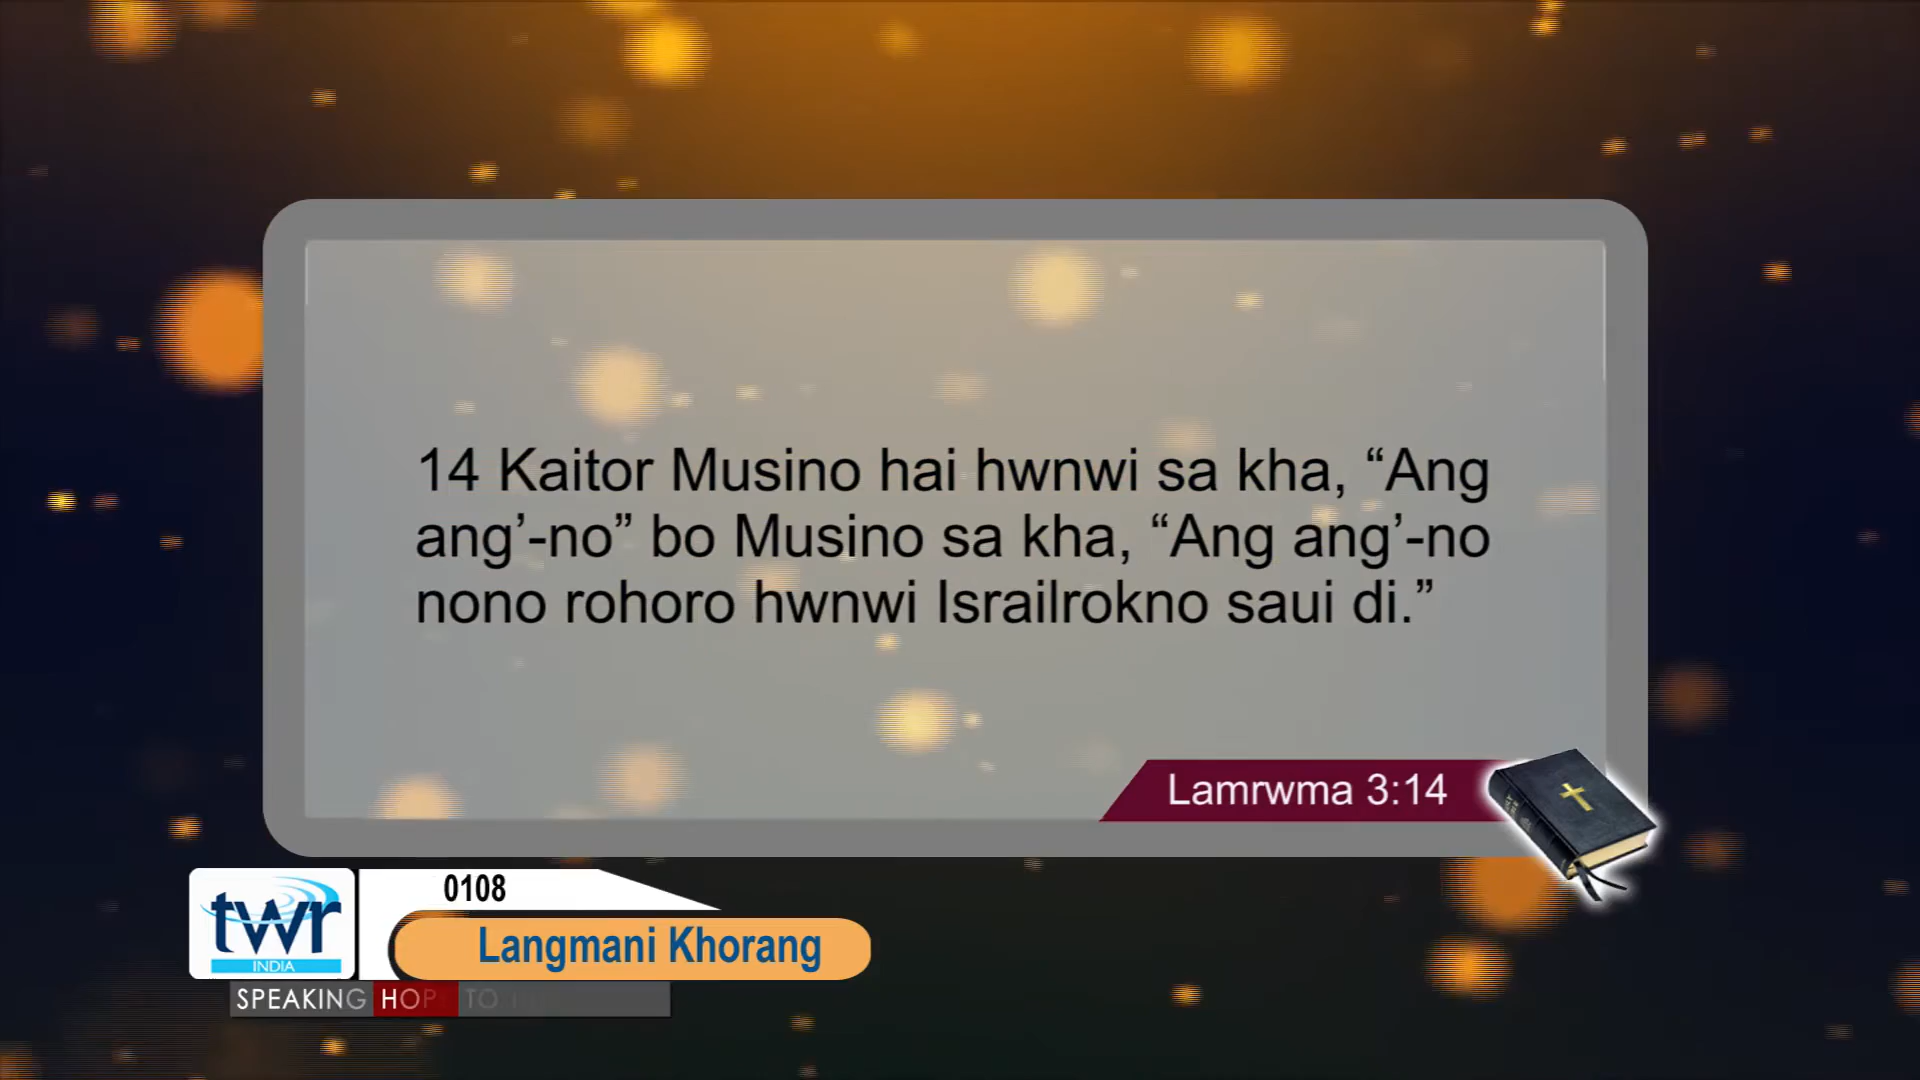 14 Kaitor Musino hai hwnwi sa kha, “Ang
ang’-no” bo Musino sa kha, “Ang ang’-no
nono rohoro hwnwi Israilrokno saui di.”
Lamrwma 3:14
twr
INDIA
0108
Langmani Khorang
SPEAKING HOP TO